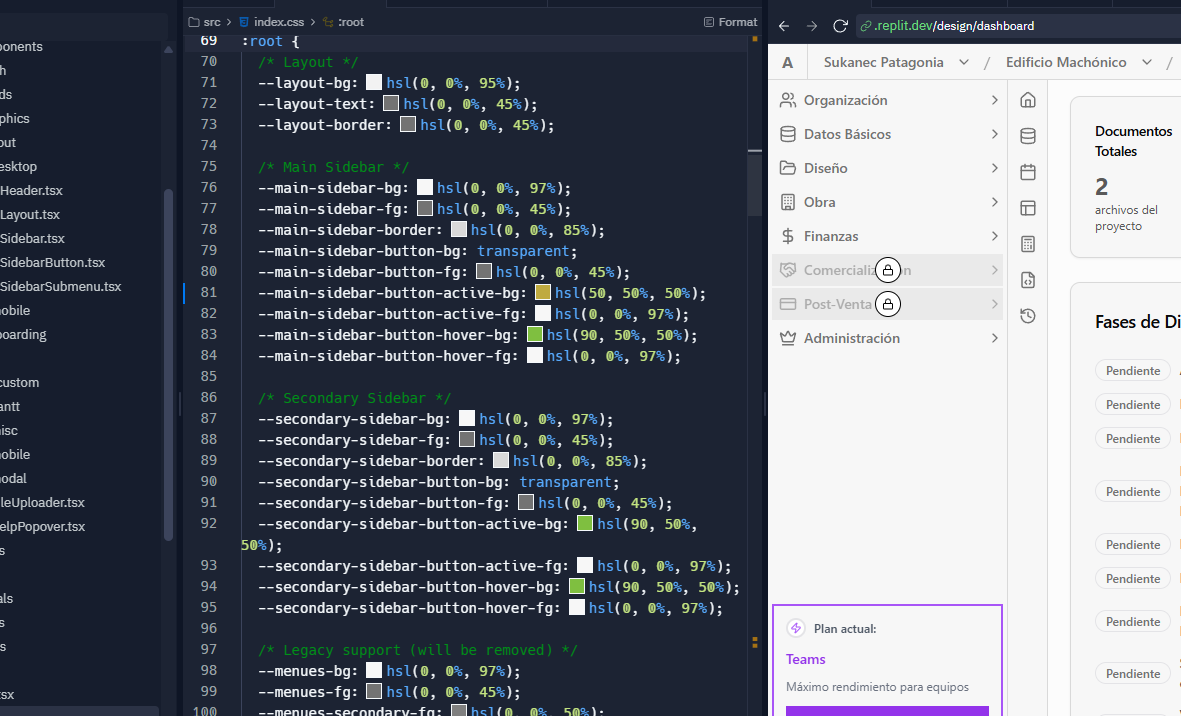 ponents
h
ds
phics
out
esktop
Header.tsx
Layout.tsx
Sidebar.tsx
SidebarButton.tsx
SidebarSubmenu.tsx
obile
boarding
custom
antt
isc
obile
odal
leUploader.tsx
elpPopover.tsx
s
als
s
s
tsx
src > index.css > :root
Format
69 :root {
70 /* Layout */
71 --layout-bg: hsl(0, 0%, 95%);
72 --layout-text: hsl(0, 0%, 45%);
73 --layout-border: hsl(0, 0%, 45%);
74
75 /* Main Sidebar */
76 --main-sidebar-bg: hsl(0, 0%, 97%);
77 --main-sidebar-fg: hsl(0, 0%, 45%);
78 --main-sidebar-border: hsl(0, 0%, 85%);
79 --main-sidebar-button-bg: transparent;
80 --main-sidebar-button-fg: hsl(0, 0%, 45%);
81 --main-sidebar-button-active-bg: hsl(50, 50%, 50%);
82 --main-sidebar-button-active-fg: hsl(0, 0%, 97%);
83 --main-sidebar-button-hover-bg: hsl(90, 50%, 50%);
84 --main-sidebar-button-hover-fg: hsl(0, 0%, 97%);
85
86 /* Secondary Sidebar */
87 --secondary-sidebar-bg: hsl(0, 0%, 97%);
88 --secondary-sidebar-fg: hsl(0, 0%, 45%);
89 --secondary-sidebar-border: hsl(0, 0%, 85%);
90 --secondary-sidebar-button-bg: transparent;
91 --secondary-sidebar-button-fg: hsl(0, 0%, 45%);
92 --secondary-sidebar-button-active-bg: hsl(90, 50%,
50%);
93 --secondary-sidebar-button-active-fg: hsl(0, 0%, 97%);
94 --secondary-sidebar-button-hover-bg: hsl(90, 50%, 50%);
95 --secondary-sidebar-button-hover-fg: hsl(0, 0%, 97%);
96
97 /* Legacy support (will be removed) */
98 --menues-bg: hsl(0, 0%, 97%);
99 --menues-fg: hsl(0, 0%, 45%);
100 --menues-secondary-fg: hsl(0, 0%, 50%);
.replit.dev/design/dashboard
A Sukanec Patagonia / Edificio Machónico /
Organización
Datos Básicos
Diseño
Obra
Finanzas
Post-Venta
Administración
Plan actual:
Teams
Máximo rendimiento para equipos
Documentos
Totales
2
archivos del
proyecto
Fases de Di
Pendiente
Pendiente
Pendiente
Pendiente
Pendiente
Pendiente
Pendiente
Pendiente